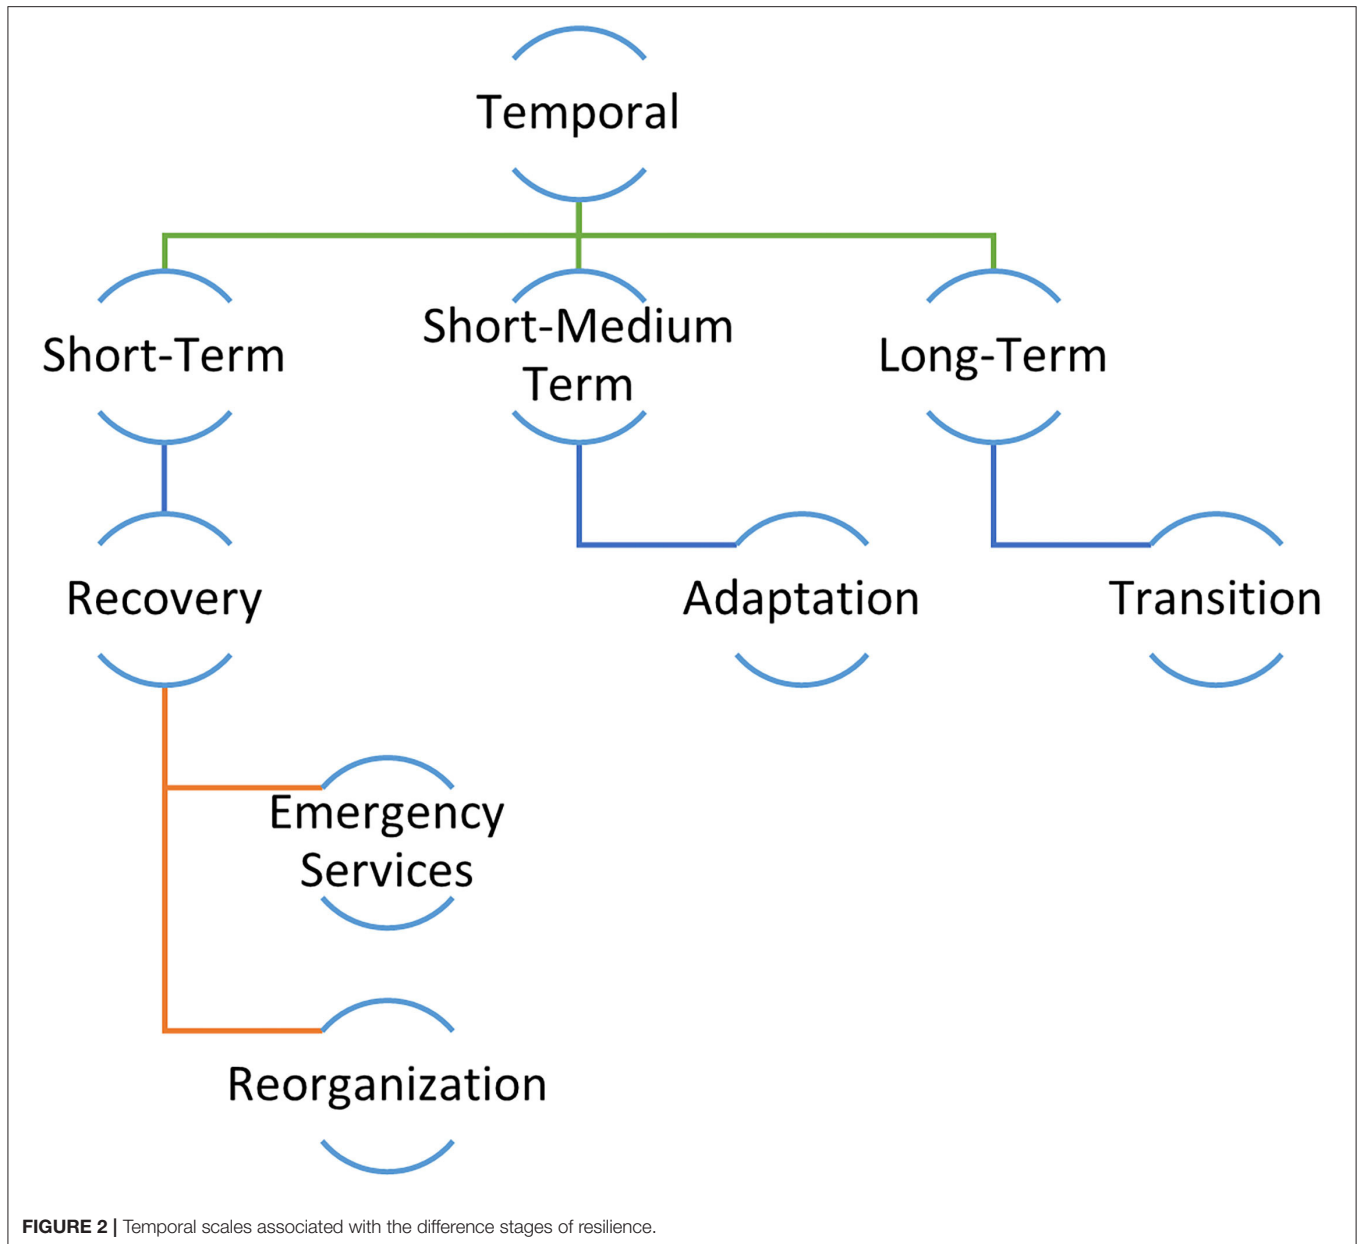 Temporal
Short-Term
Short-Medium
Term
Long-Term
Recovery
Adaptation
Transition
Emergency
Services
Reorganization
FIGURE 2 | Temporal scales associated with the difference stages of resilience.